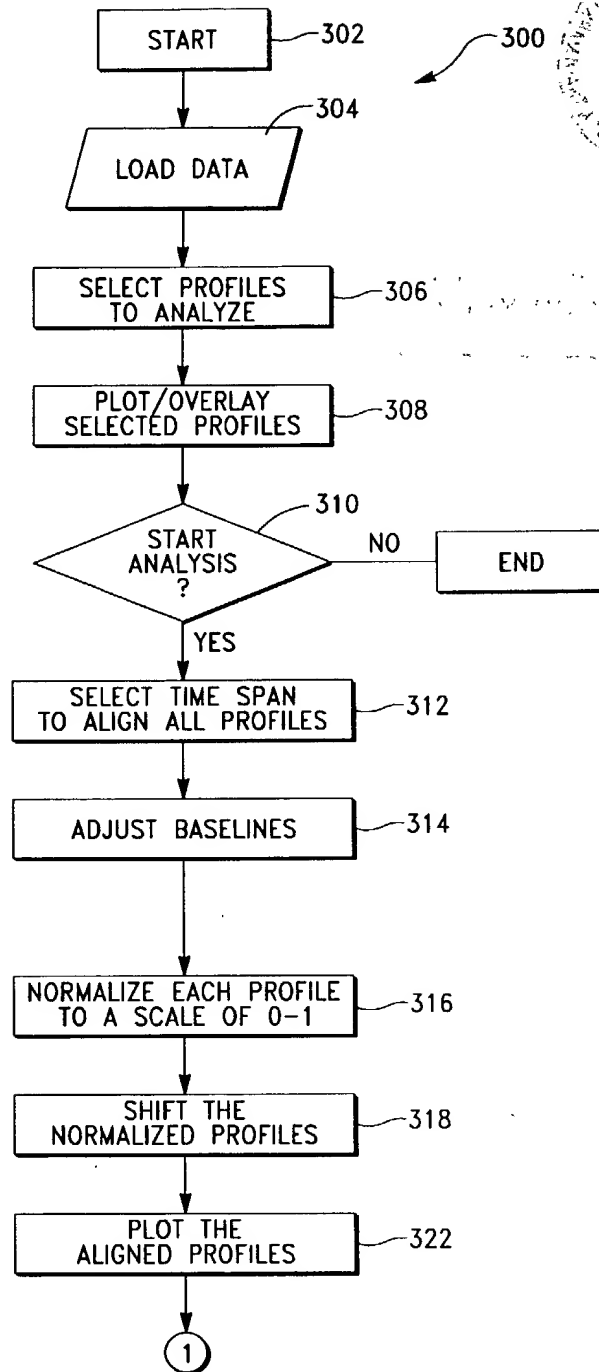 START
302
300
304
LOAD DATA
SELECT PROFILES
TO ANALYZE
306
PLOT/OVERLAY
SELECTED PROFILES
308
310
START
ANALYSIS
?
NO
END
YES
SELECT TIME SPAN
TO ALIGN ALL PROFILES
312
ADJUST BASELINES
314
NORMALIZE EACH PROFILE
TO A SCALE OF 0-1
316
SHIFT THE
NORMALIZED PROFILES
318
PLOT THE
ALIGNED PROFILES
322
1